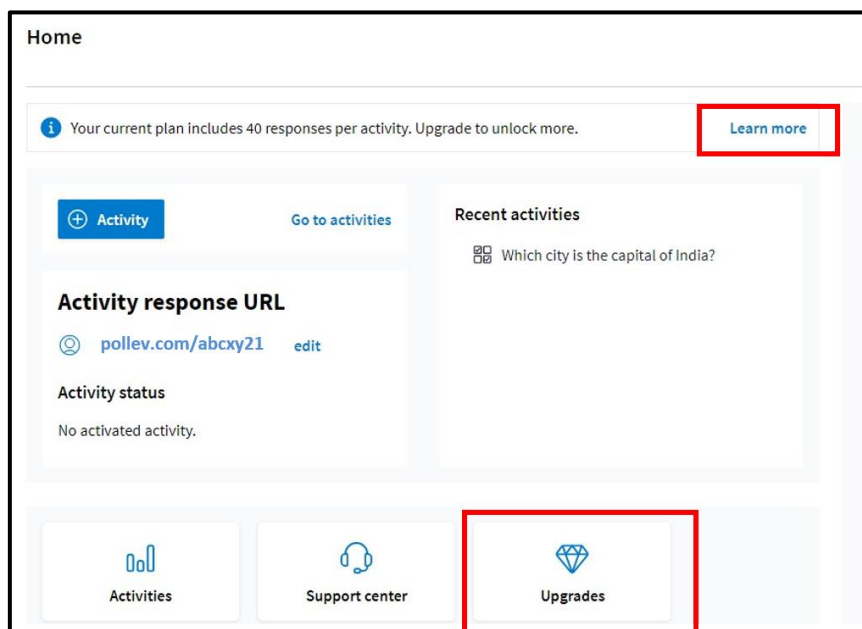 Home
Your current plan includes 40 responses per activity. Upgrade to unlock more.
Learn more
Activity
Go to activities
Activity response URL
pollev.com/abcxy21
edit
Activity status
No activated activity.
Recent activities
Which city is the capital of India?
Activities
Support center
Upgrades